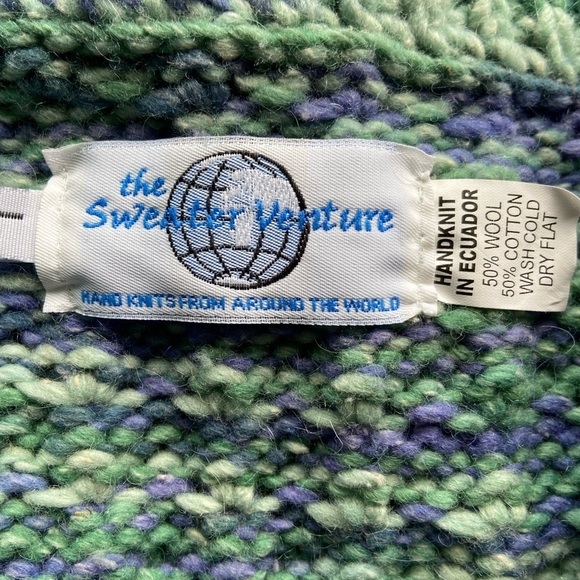 the
Sweater Venture
HAND KNITS FROM AROUND THE WORLD
HANDKNIT
IN ECUADOR
50% WOOL
50% COTTON
WASH COLD
DRY FLAT